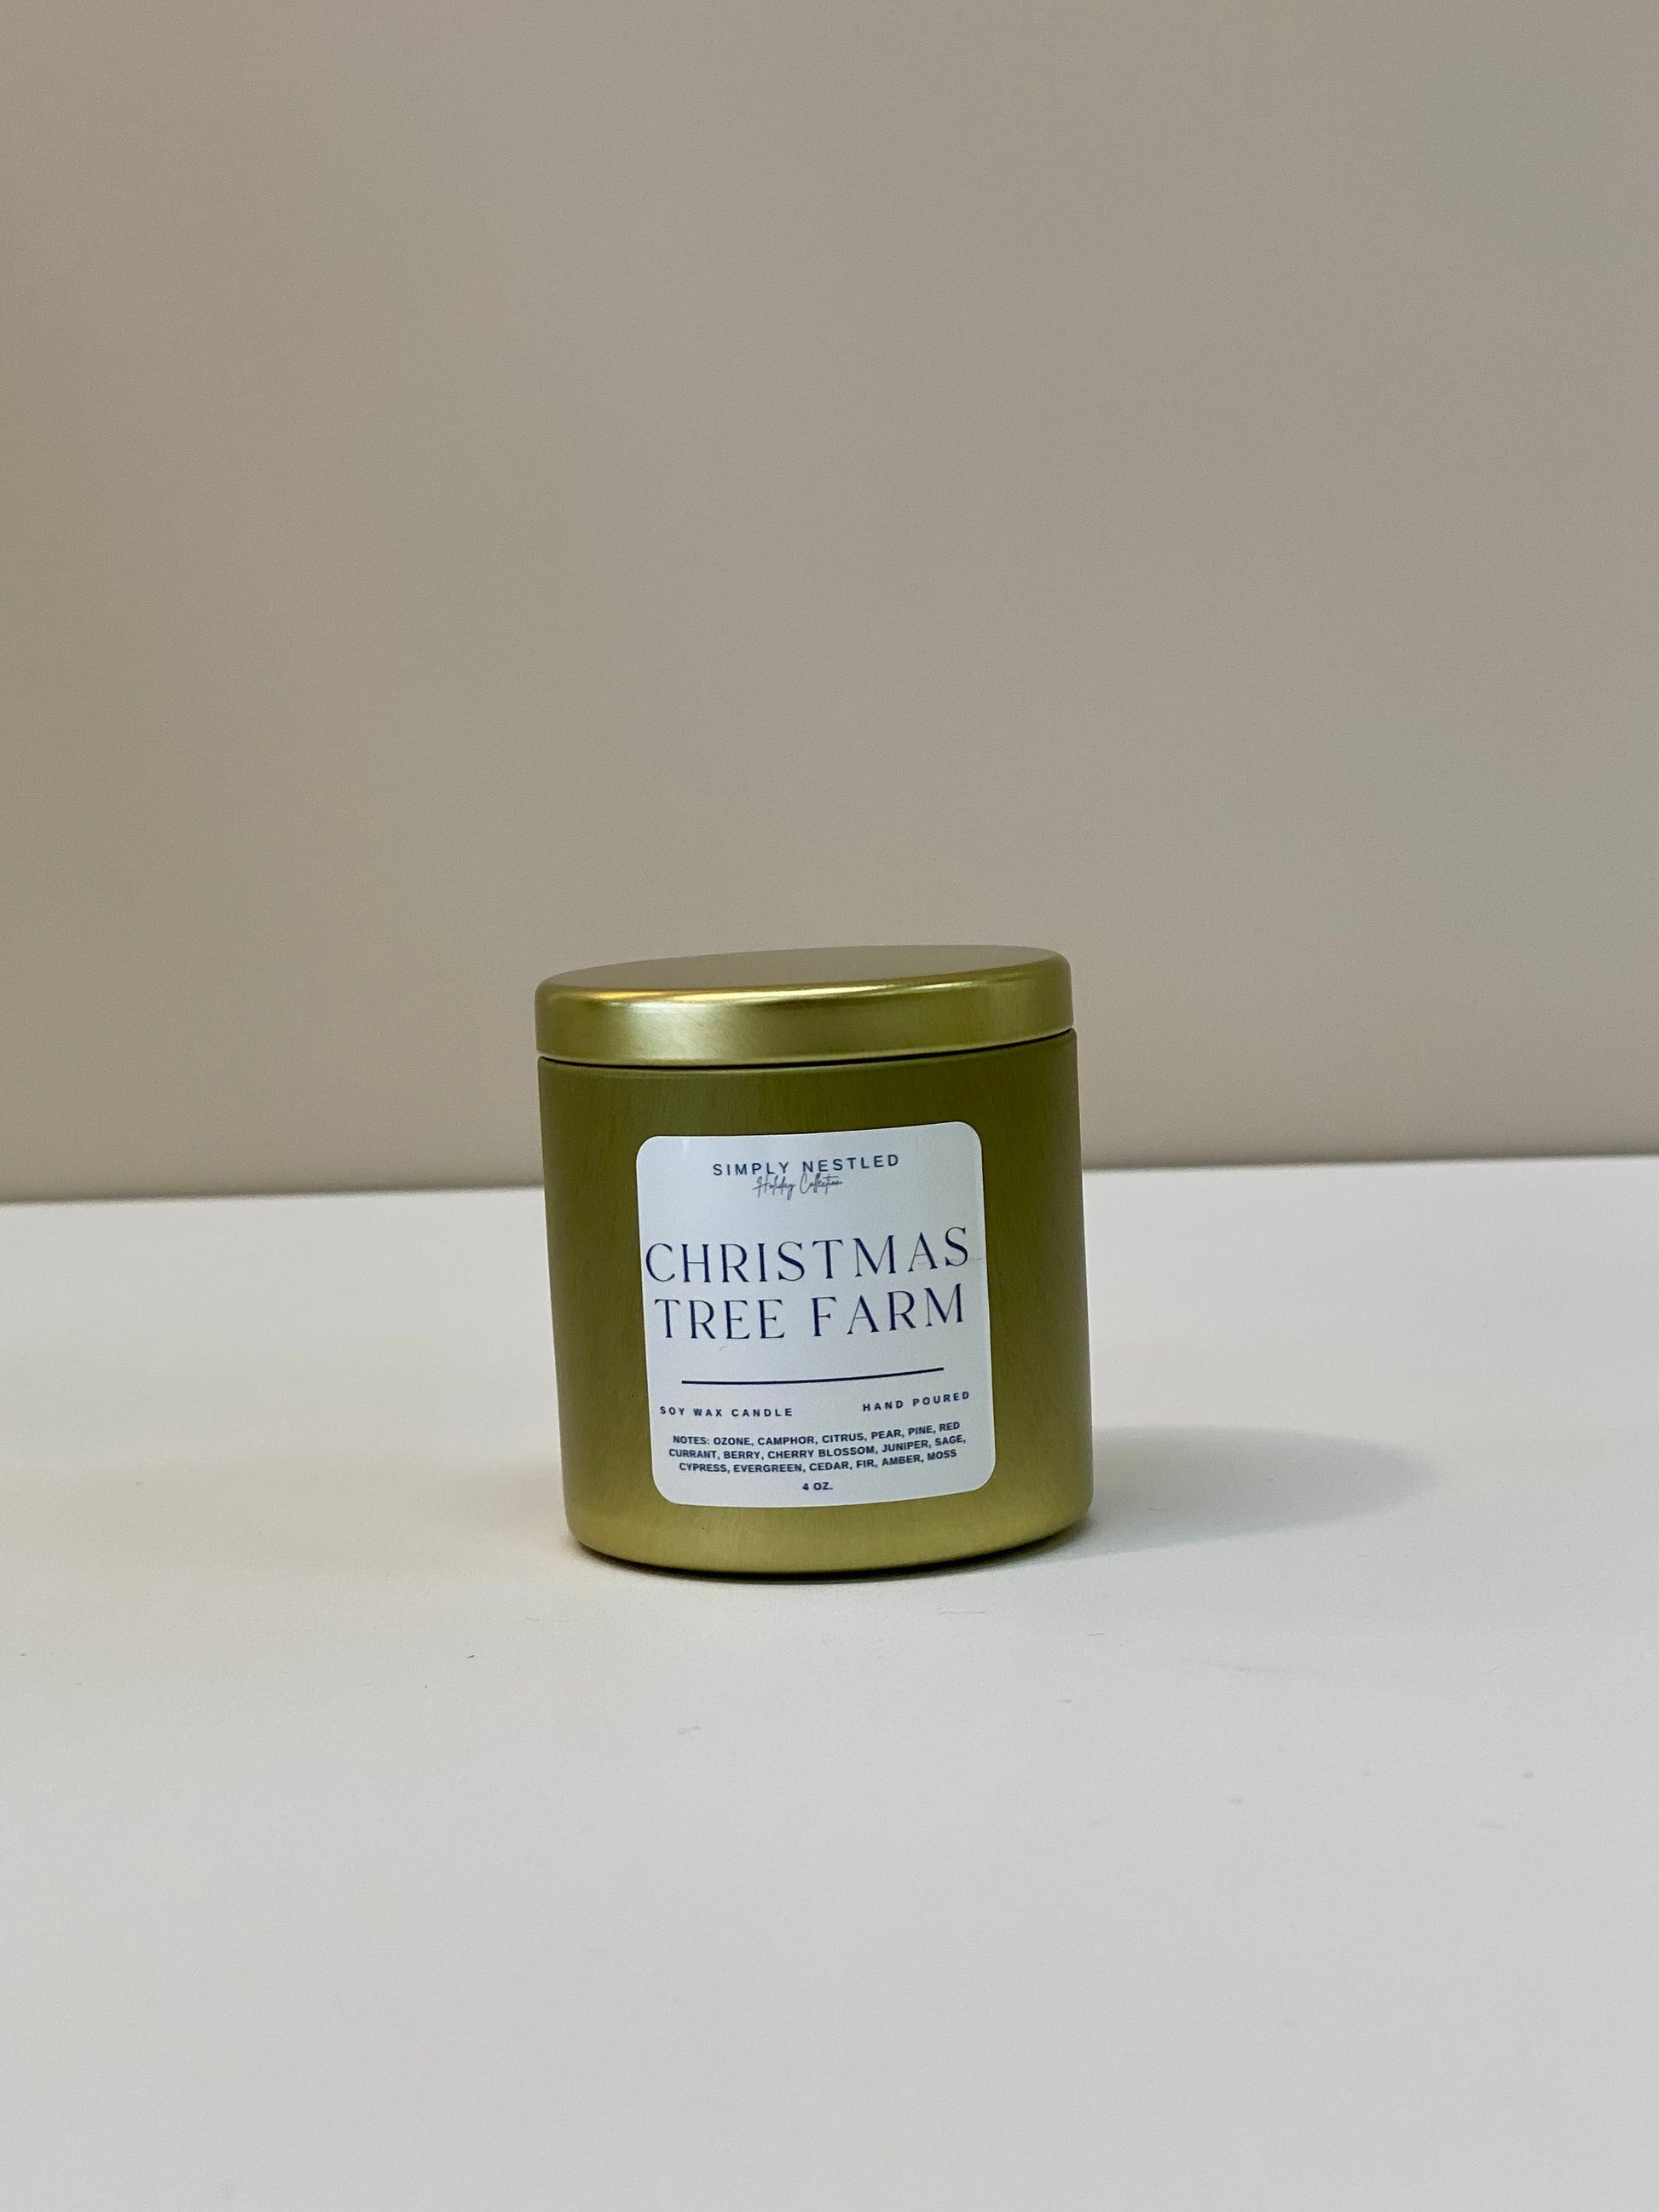 SIMPLY NESTLED
Holiday Collection
CHRISTMAS
TREE FARM
SOY WAX CANDLE HAND POURED
NOTES: OZONE, CAMPHOR, CITRUS, PEAR, PINE, RED
CURRANT, BERRY, CHERRY BLOSSOM, JUNIPER, SAGE,
CYPRESS, EVERGREEN, CEDAR, FIR, AMBER, MOSS
4 OZ.